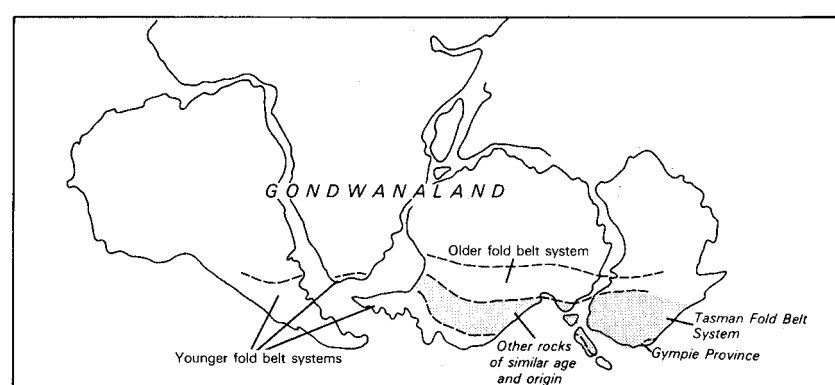 GONDWANALAND
Older fold belt system
Younger fold belt systems
Other rocks
of similar age
and origin
Tasman Fold Belt
System
Gympie Province